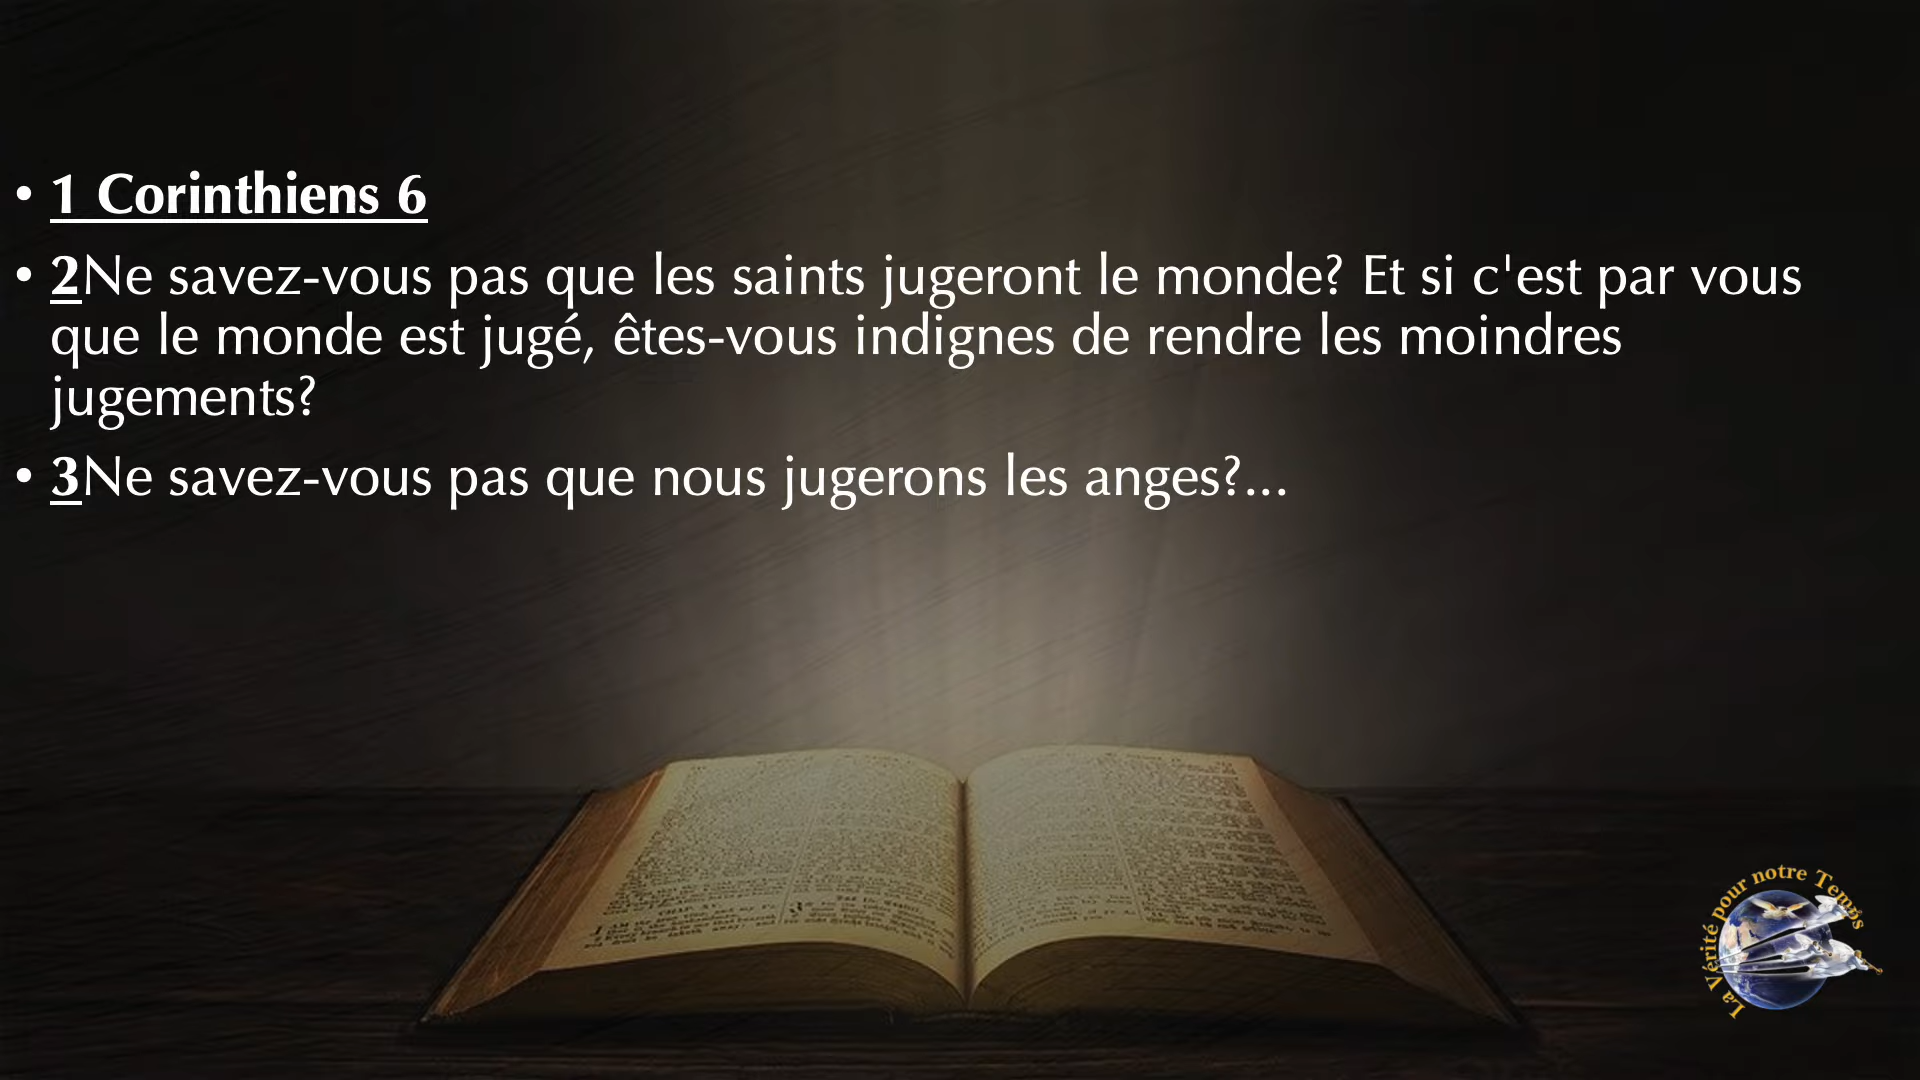 • 1 Corinthiens 6
• 2Ne savez-vous pas que les saints jugeront le monde? Et si c'est par vous
que le monde est jugé, êtes-vous indignes de rendre les moindres
jugements?
• 3Ne savez-vous pas que nous jugerons les anges?...
La Vérité pour notre Temps